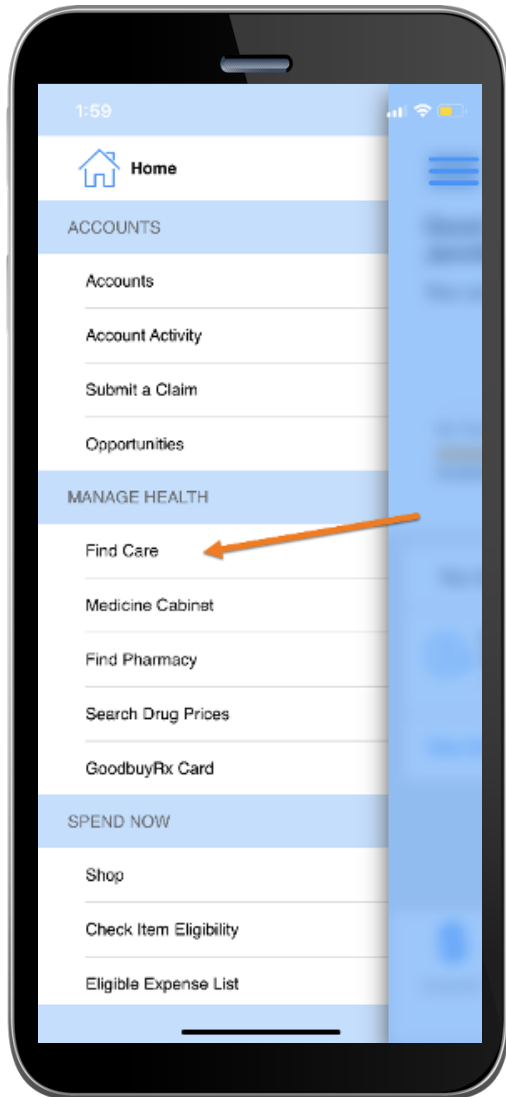 1:59
Home
ACCOUNTS
Accounts
Account Activity
Submit a Claim
Opportunities
MANAGE HEALTH
Find Care
Medicine Cabinet
Find Pharmacy
Search Drug Prices
GoodbuyRx Card
SPEND NOW
Shop
Check Item Eligibility
Eligible Expense List